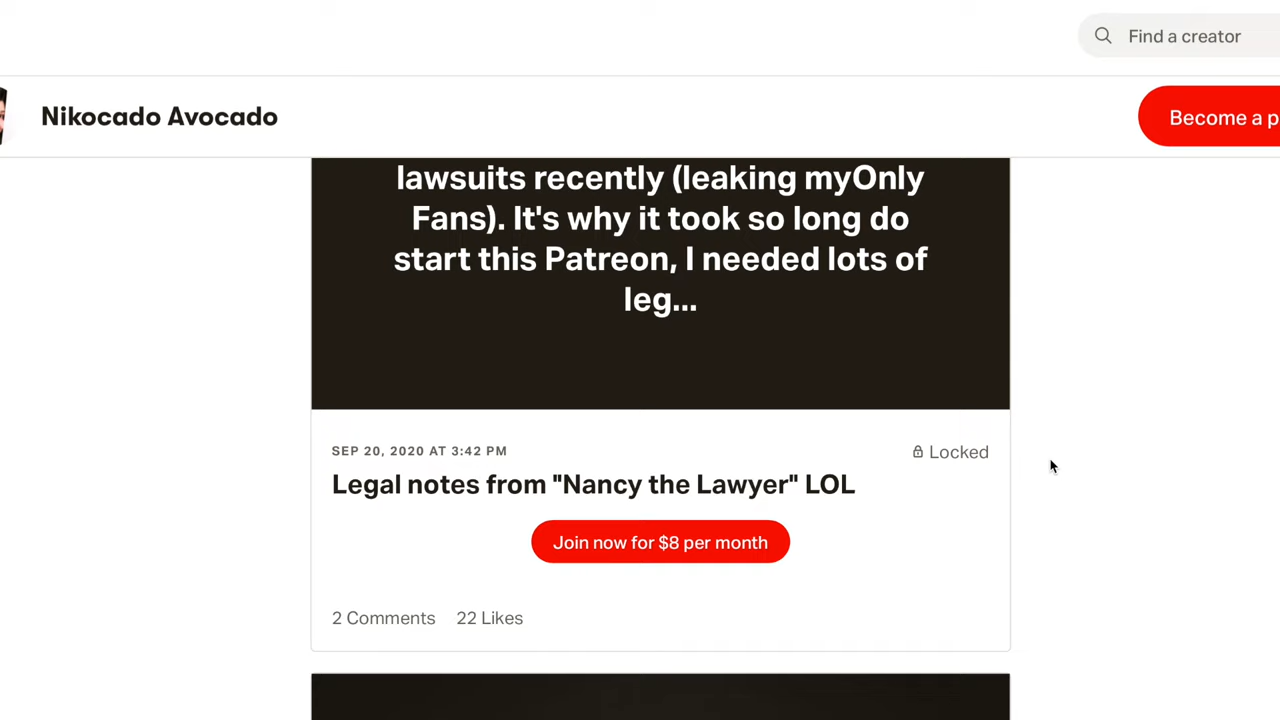 Find a creator
Nikocado Avocado
Become a p
lawsuits recently (leaking myOnly
Fans). It's why it took so long do
start this Patreon, I needed lots of
leg...
SEP 20, 2020 AT 3:42 PM
Locked
Legal notes from "Nancy the Lawyer" LOL
Join now for $8 per month
2 Comments 22 Likes